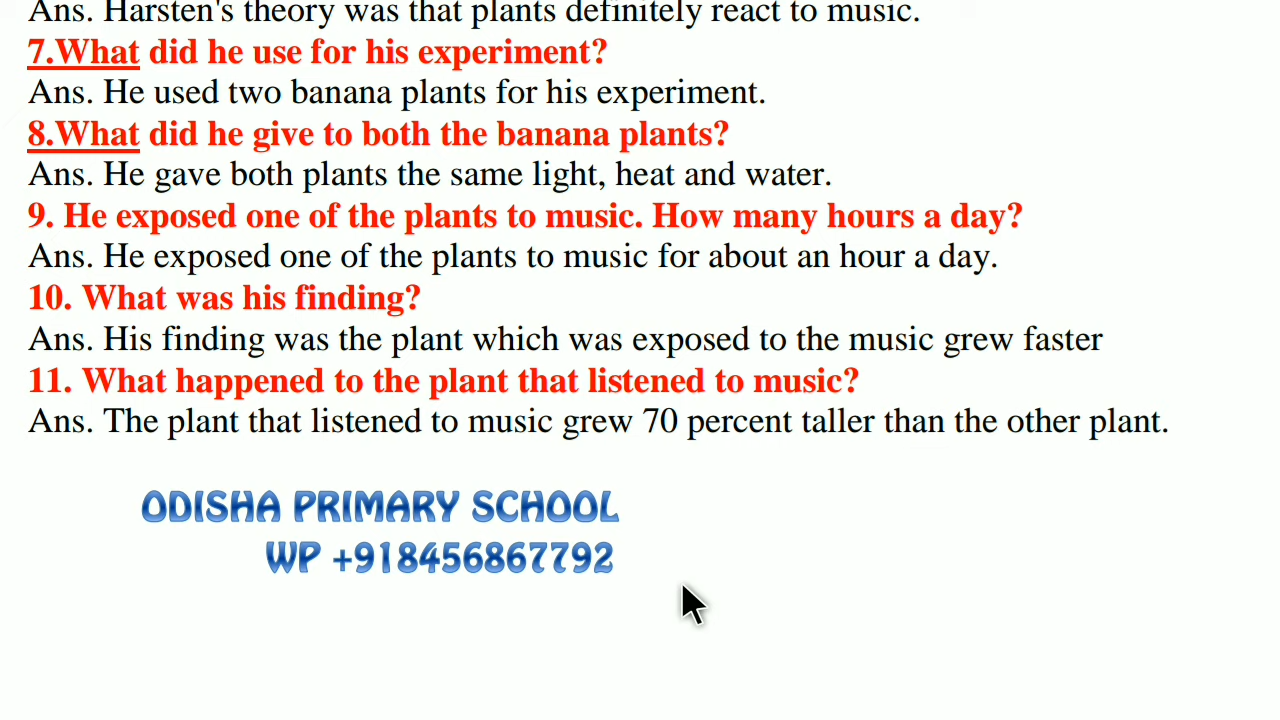 Ans. Harsten's theory was that plants definitely react to music.
7.What did he use for his experiment?
Ans. He used two banana plants for his experiment.
8.What did he give to both the banana plants?
Ans. He gave both plants the same light, heat and water.
9. He exposed one of the plants to music. How many hours a day?
Ans. He exposed one of the plants to music for about an hour a day.
10. What was his finding?
Ans. His finding was the plant which was exposed to the music grew faster
11. What happened to the plant that listened to music?
Ans. The plant that listened to music grew 70 percent taller than the other plant.
ODISHA PRIMARY SCHOOL
WP +918456867792